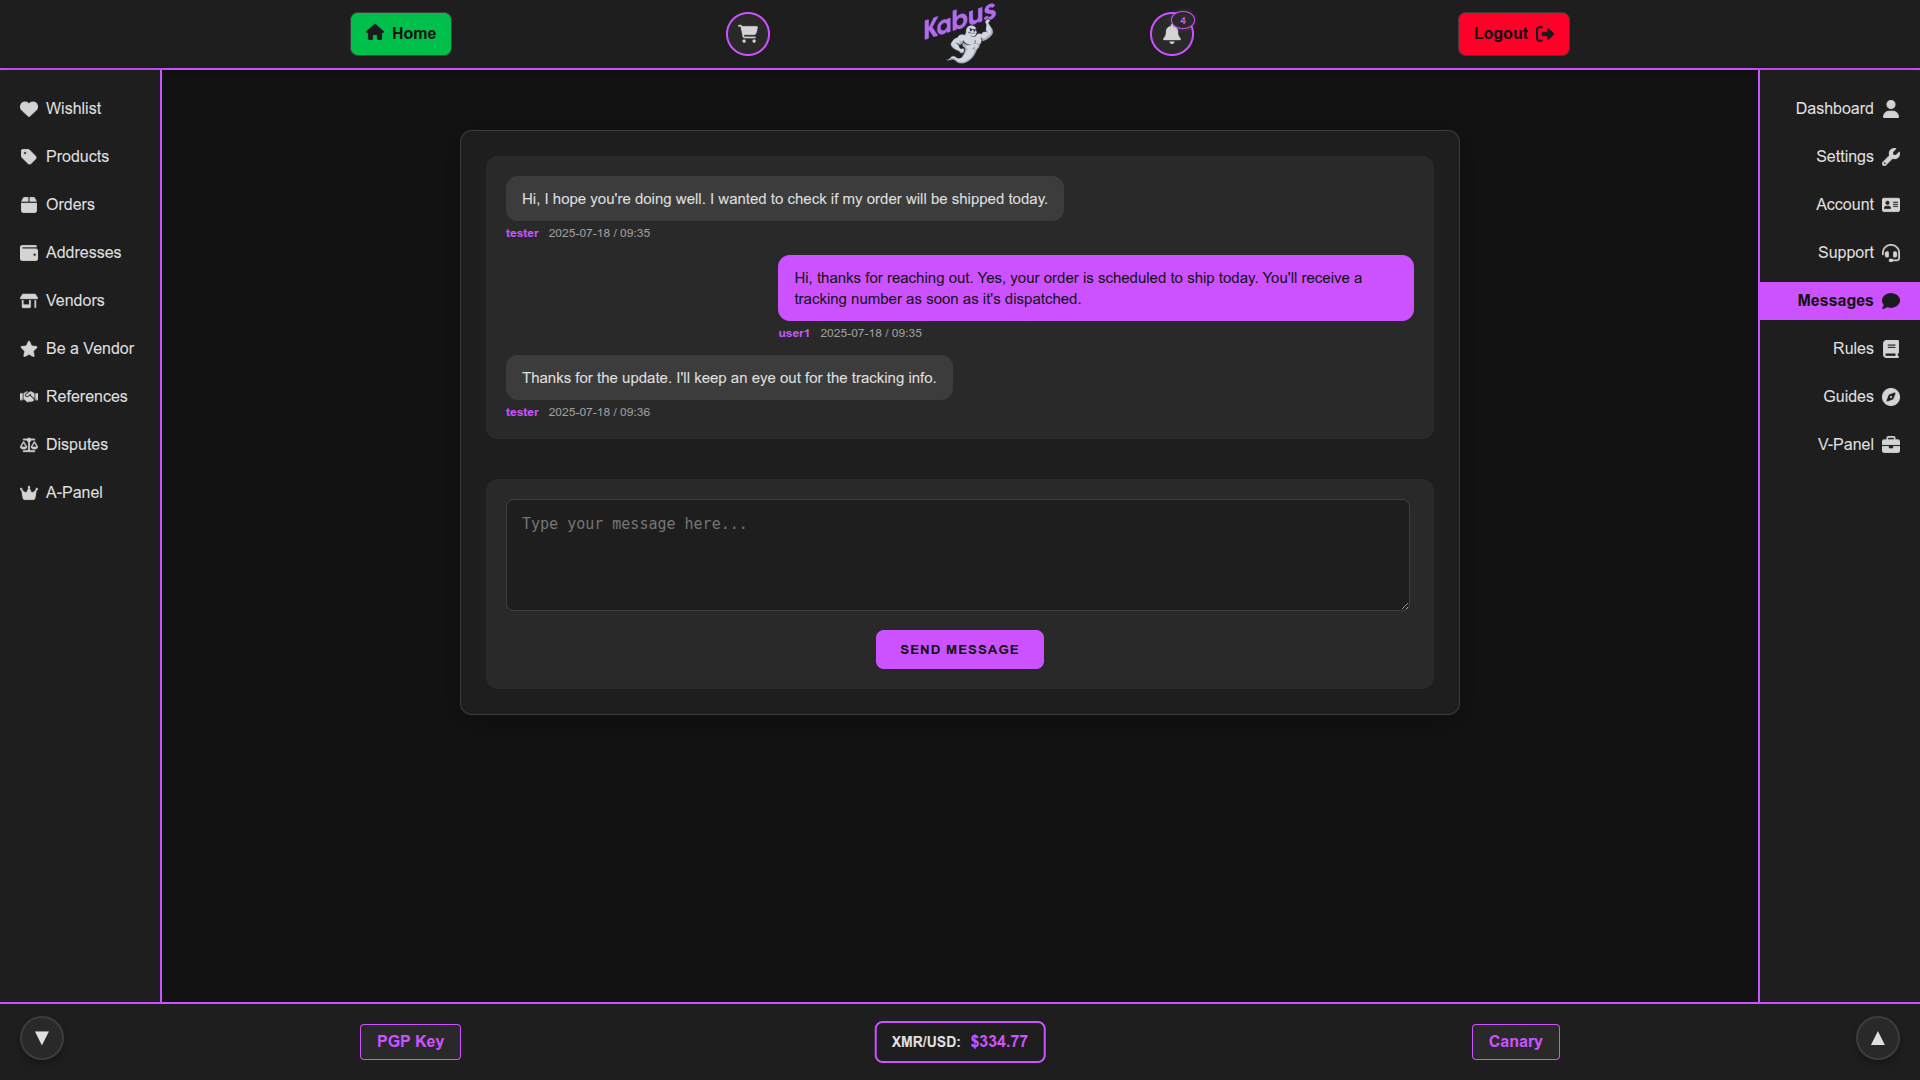 Home
Kabus
4
Logout
Wishlist
Products
Orders
Addresses
Vendors
Be a Vendor
References
Disputes
A-Panel
Hi, I hope you're doing well. I wanted to check if my order will be shipped today.
tester 2025-07-18 / 09:35
Hi, thanks for reaching out. Yes, your order is scheduled to ship today. You'll receive a
tracking number as soon as it's dispatched.
user1 2025-07-18 / 09:35
Thanks for the update. I'll keep an eye out for the tracking info.
tester 2025-07-18 / 09:36
Type your message here...
SEND MESSAGE
Dashboard
Settings
Account
Support
Messages
Rules
Guides
V-Panel
PGP Key
XMR/USD: $334.77
Canary